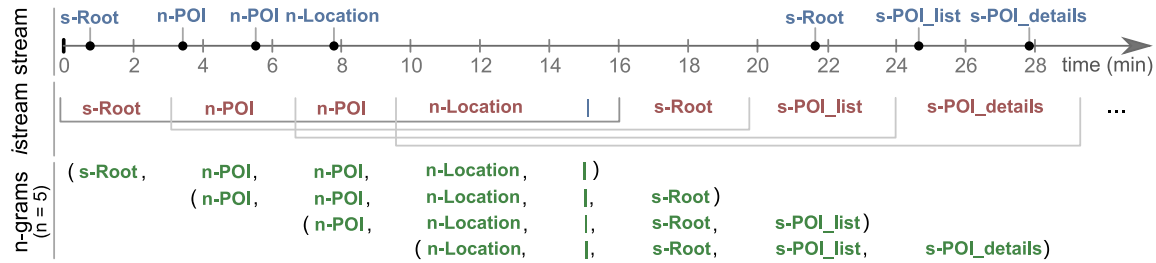 s-Root n-POI n-POI n-Location s-Root s-POI_list s-POI_details
stream
0 2 4 6 8 10 12 14 16 18 20 22 24 26 28 time (min)
istream
s-Root n-POI n-POI n-Location | s-Root s-POI_list s-POI_details ...
n-grams
(n = 5)
(s-Root, n-POI, n-POI, n-Location, |)
(n-POI, n-POI, n-Location, |, s-Root)
(n-POI, n-Location, |, s-Root, s-POI_list)
(n-Location, |, s-Root, s-POI_list, s-POI_details)